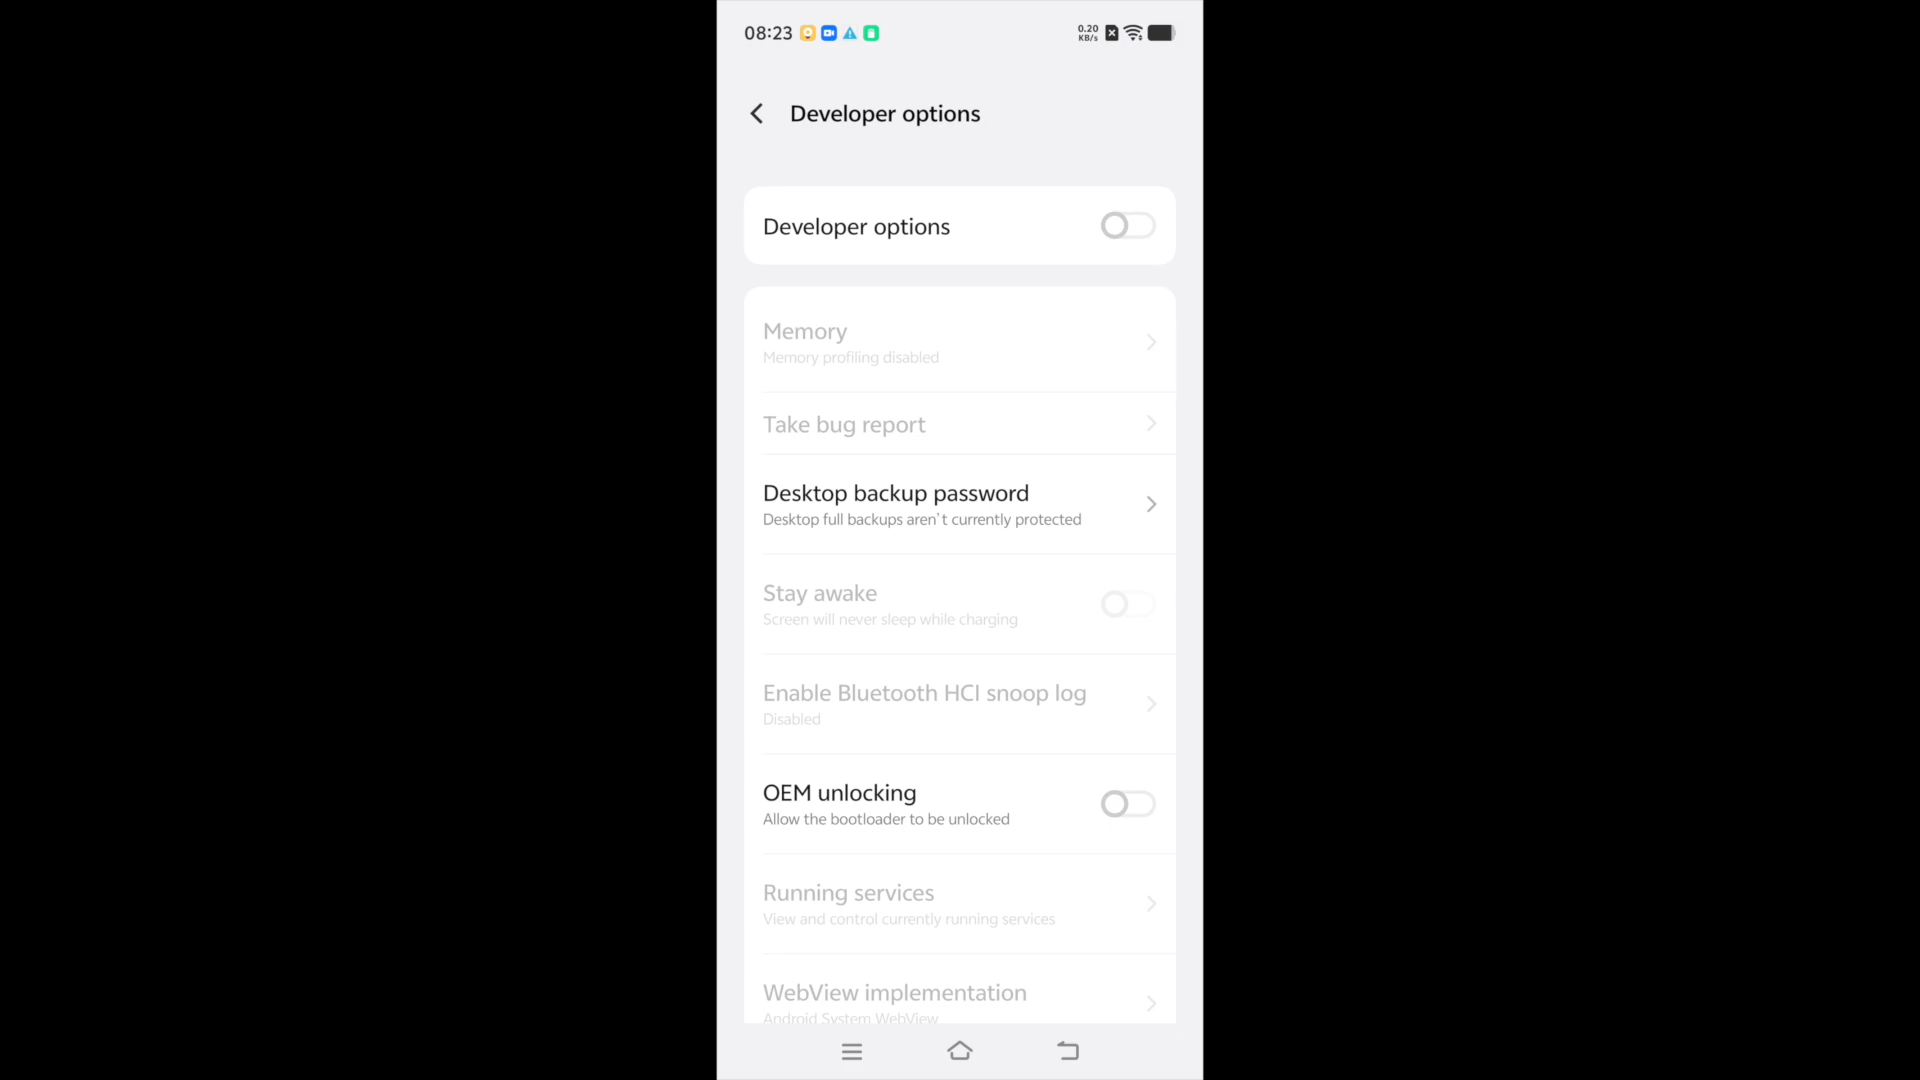 08:23
0.20
KB/s
Developer options
Developer options
Memory
Memory profiling disabled
Take bug report
Desktop backup password
Desktop full backups aren't currently protected
Stay awake
Screen will never sleep while charging
Enable Bluetooth HCI snoop log
Disabled
OEM unlocking
Allow the bootloader to be unlocked
Running services
View and control currently running services
WebView implementation
Android System WebView